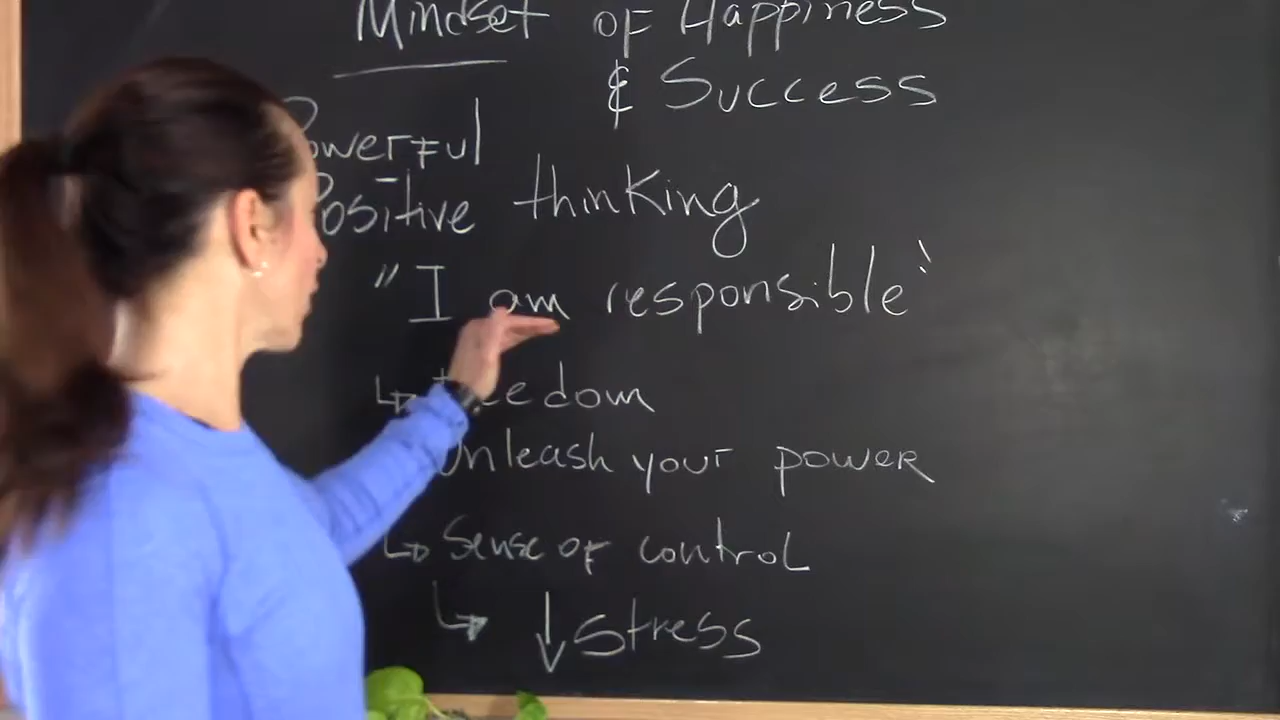 Mindset of Happiness
& Success
Powerful
Positive thinking
"I am responsible"
↳ Freedom
Unleash your power
↳ Sense of control
↳ ↓ Stress